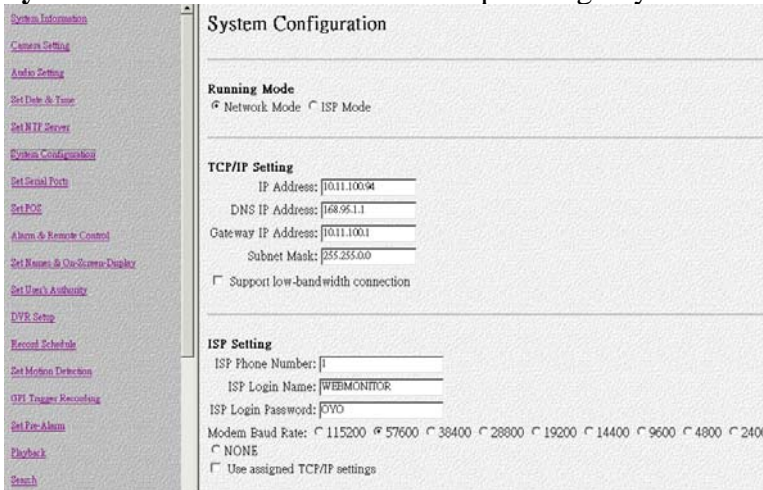 System Information
Camera Setting
Audio Setting
Set Date & Time
Set NTP Server
System Configuration
Set Serial Ports
Set POS
Alarm & Remote Control
Set Names & On-Screen-Display
Set User's Authority
DVR Setup
Record Schedule
Set Motion Detection
GPI Trigger Recording
Set Pre-Alarm
Playback
Search
System Configuration
Running Mode
Network Mode ISP Mode
TCP/IP Setting
IP Address: 10.11.100.94
DNS IP Address: 168.95.1.1
Gateway IP Address: 10.11.100.1
Subnet Mask: 255.255.0.0
Support low-bandwidth connection
ISP Setting
ISP Phone Number: 1
ISP Login Name: WEBMONITOR
ISP Login Password: OYO
Modem Baud Rate: 115200 57600 38400 28800 19200 14400 9600 4800 2400
NONE
Use assigned TCP/IP settings